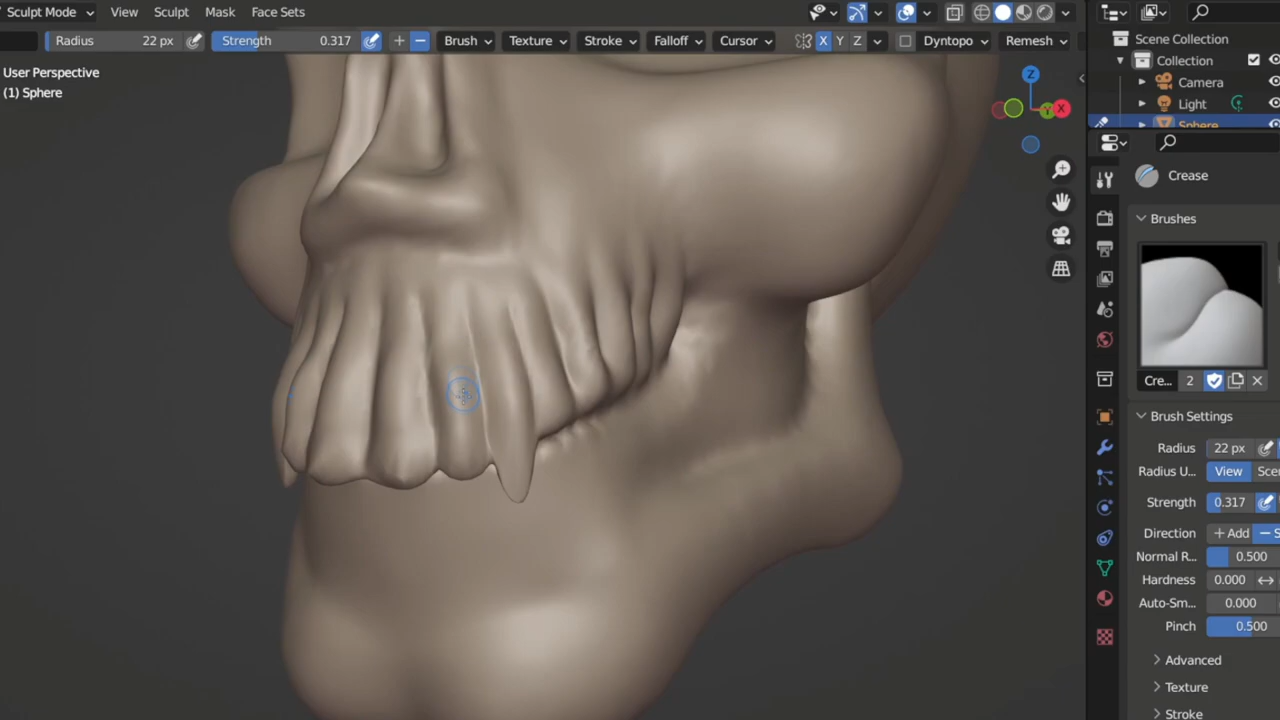 Sculpt Mode View Sculpt Mask Face Sets
Radius 22 px Strength 0.317 + − Brush Texture Stroke Falloff Cursor X Y Z Dyntopo Remesh
User Perspective
(1) Sphere
Z
Y X
Scene Collection
Collection
Camera
Light
Sphere
Crease
Brushes
Cre... 2
Brush Settings
Radius 22 px
Radius U... View Sce
Strength 0.317
Direction + Add − S
Normal R... 0.500
Hardness 0.000
Auto-Sm... 0.000
Pinch 0.500
Advanced
Texture
Stroke